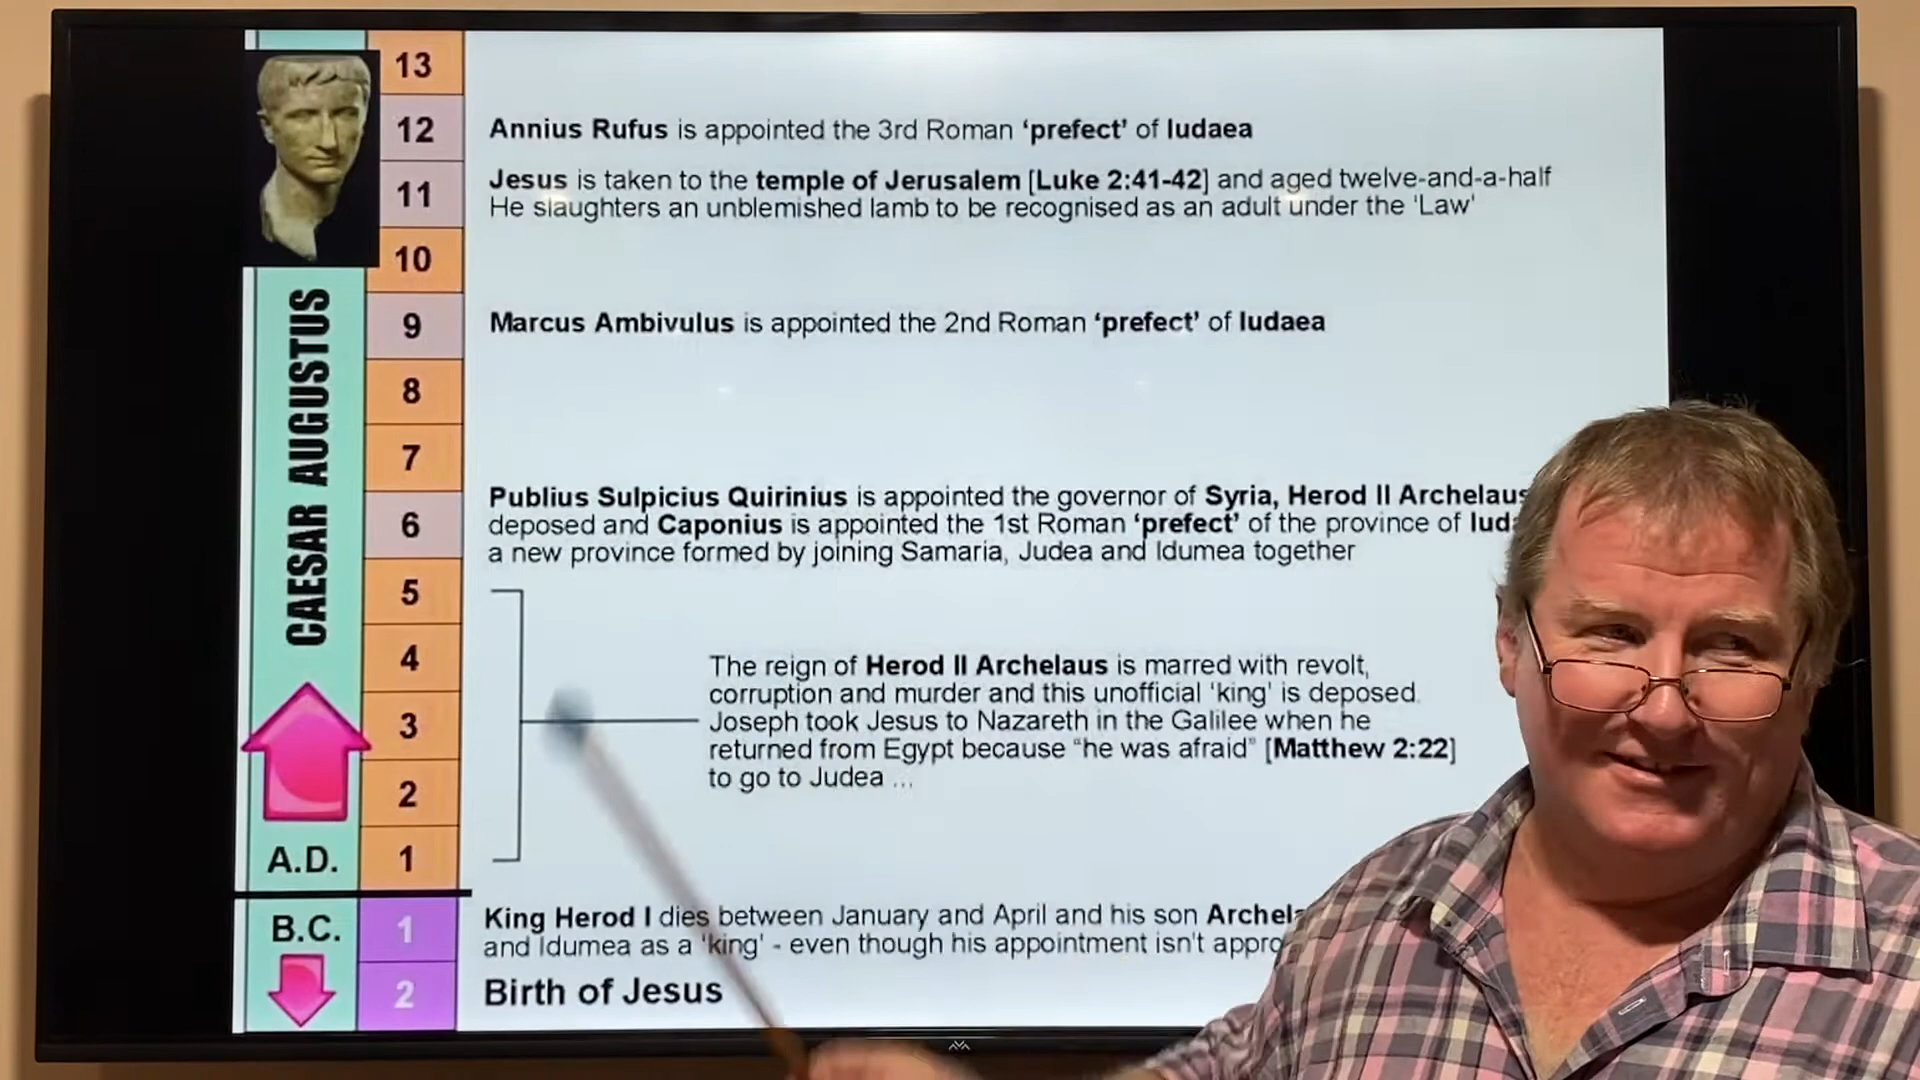 13
12
Annius Rufus is appointed the 3rd Roman ‘prefect’ of Iudaea
11
Jesus is taken to the temple of Jerusalem [Luke 2:41-42] and aged twelve-and-a-half
He slaughters an unblemished lamb to be recognised as an adult under the ‘Law’
10
9
Marcus Ambivulus is appointed the 2nd Roman ‘prefect’ of Iudaea
8
7
CAESAR AUGUSTUS
6
Publius Sulpicius Quirinius is appointed the governor of Syria, Herod II Archelaus
deposed and Caponius is appointed the 1st Roman ‘prefect’ of the province of
a new province formed by joining Samaria, Judea and Idumea together
5
4
3
2
The reign of Herod II Archelaus is marred with revolt,
corruption and murder and this unofficial ‘king’ is deposed.
Joseph took Jesus to Nazareth in the Galilee when he
returned from Egypt because “he was afraid” [Matthew 2:22]
to go to Judea ...
A.D. 1
B.C. 1
King Herod I dies between January and April and his son
and Idumea as a ‘king’ - even though his appointment isn't
2
Birth of Jesus